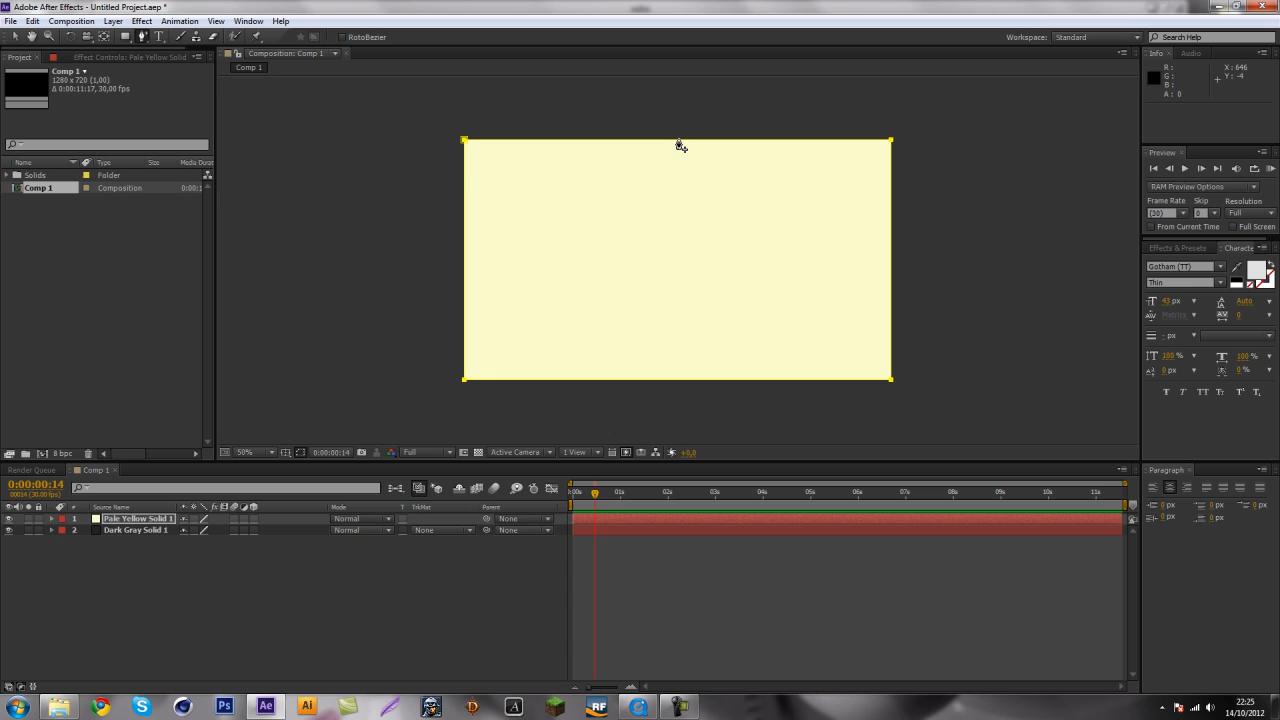 Adobe After Effects - Untitled Project.aep *
File Edit Composition Layer Effect Animation View Window Help
RotoBezier
Workspace: Standard
Search Help
Project
Effect Controls: Pale Yellow Solid
Composition: Comp 1
Info
Audio
Comp 1
Comp 1
1280 x 720 (1,00)
Δ 0:00:11:17, 30,00 fps
R :
G :
B :
A : 0
X : 646
Y : -4
Name
Type
Size
Media Durat
Solids
Folder
Comp 1
Composition
0:00:1
Preview
RAM Preview Options
Frame Rate Skip Resolution
(30)
0
Full
From Current Time
Full Screen
Effects & Presets
Characte
Gotham (TT)
Thin
43 px
Auto
Metrics
0
- px
100 %
100 %
0 px
0 %
8 bpc
50%
0:00:00:14
Full
Active Camera
1 View
+0,0
Render Queue
Comp 1
Paragraph
0:00:00:14
00014 (30.00 fps)
0:00s 01s 02s 03s 04s 05s 06s 07s 08s 09s 10s 11s
# Source Name
Mode
T TrkMat
Parent
1
Pale Yellow Solid 1
Normal
None
2
Dark Gray Solid 1
Normal
None
None
0 px
0 px
0 px
0 px
0 px
22:25
14/10/2012